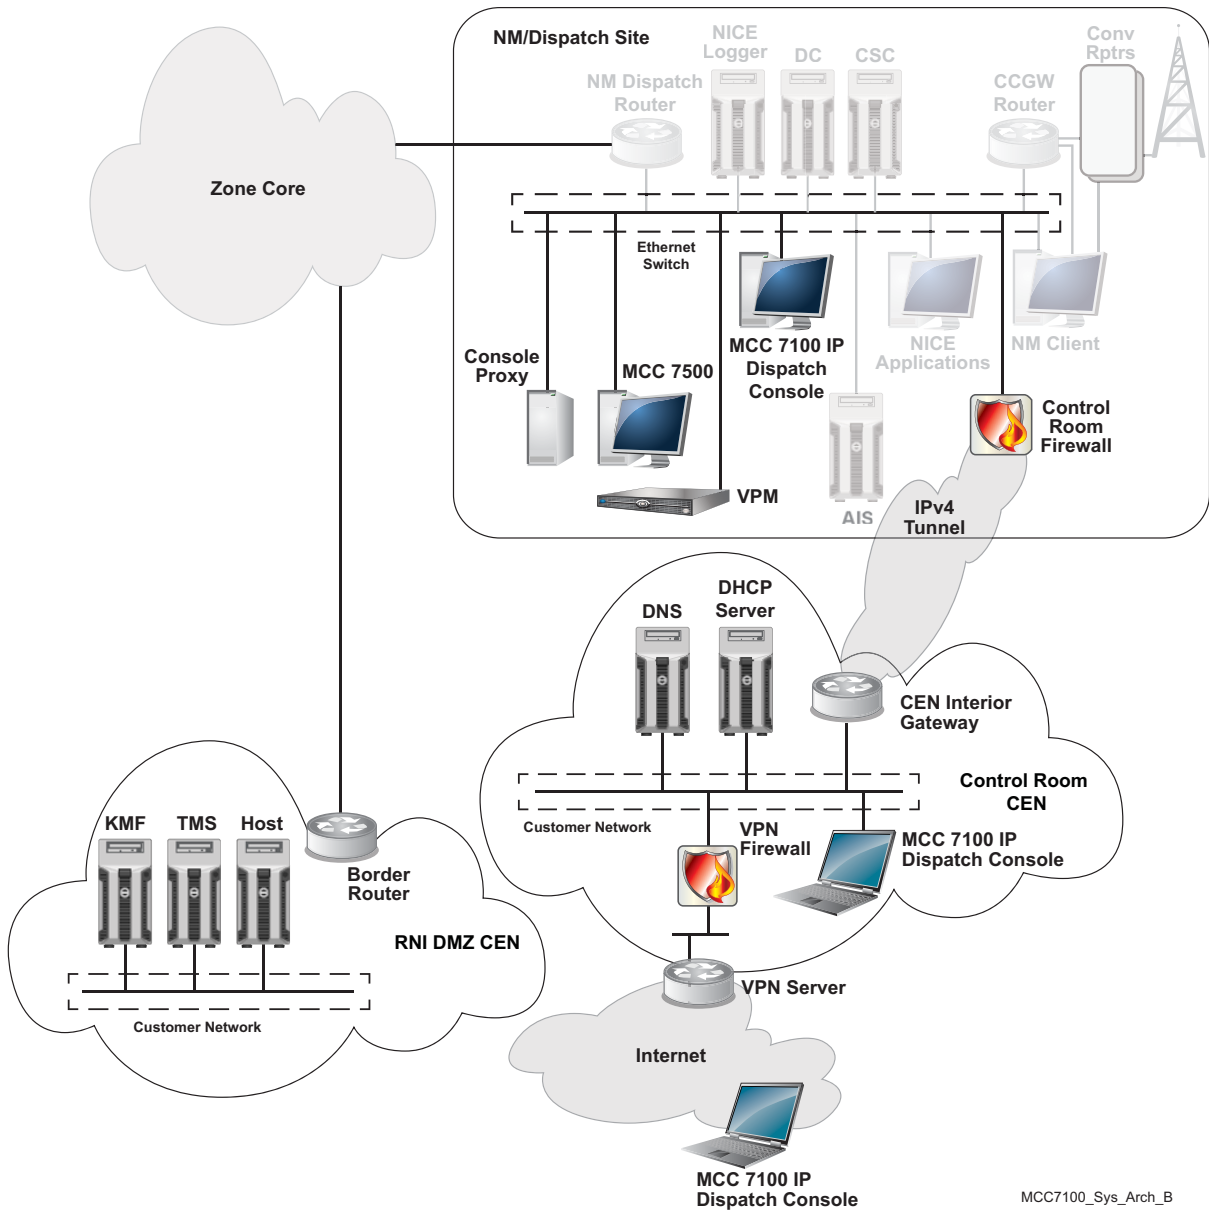 NM/Dispatch Site
NICE
Logger
DC
CSC
Conv
Rptrs
NM Dispatch
Router
CCGW
Router
Zone Core
Ethernet
Switch
Console
Proxy
MCC 7500
MCC 7100 IP
Dispatch
Console
NICE
Applications
NM Client
Control
Room
Firewall
VPM
AIS
IPv4
Tunnel
DNS
DHCP
Server
CEN Interior
Gateway
Control Room
CEN
Customer Network
VPN
Firewall
MCC 7100 IP
Dispatch Console
KMF
TMS
Host
Border
Router
RNI DMZ CEN
Customer Network
VPN Server
Internet
MCC 7100 IP
Dispatch Console
MCC7100_Sys_Arch_B